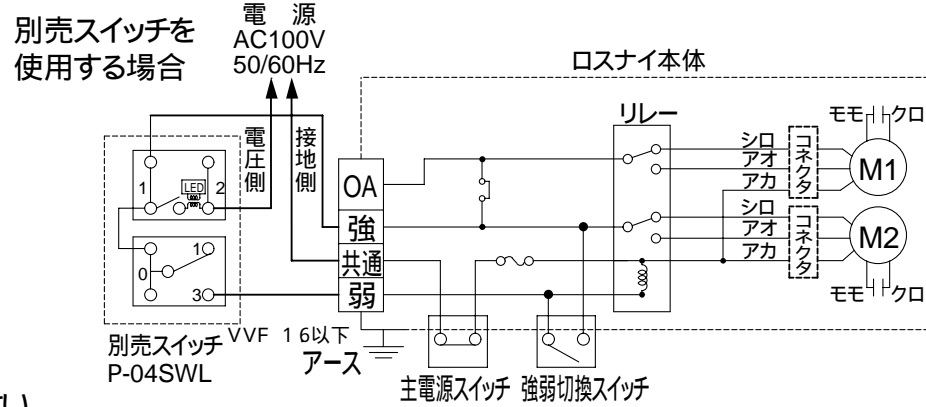 別売スイッチを
使用する場合
電 源
AC100V
50/60Hz
電圧側
接地側
ロスナイ本体
リレー
モモ
クロ
シロ
アオ
アカ
コネクタ
M1
シロ
アオ
アカ
コネクタ
M2
モモ
クロ
1
LED
2
0
1
3
OA
強
共通
弱
別売スイッチ
P-04SWL
VVF 16以下
アース
主電源スイッチ
強弱切換スイッチ